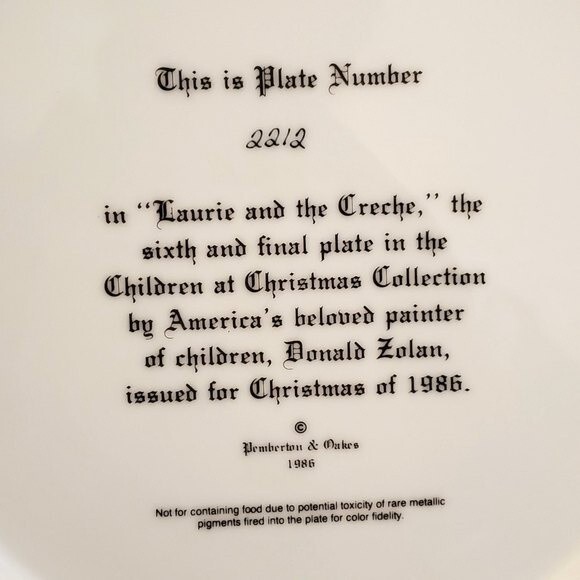 This is Plate Number
2212
in "Laurie and the Creche," the
sixth and final plate in the
Children at Christmas Collection
by America's beloved painter
of children, Donald Zolan,
issued for Christmas of 1986.
©
Pemberton & Oakes
1986
Not for containing food due to potential toxicity of rare metallic
pigments fired into the plate for color fidelity.